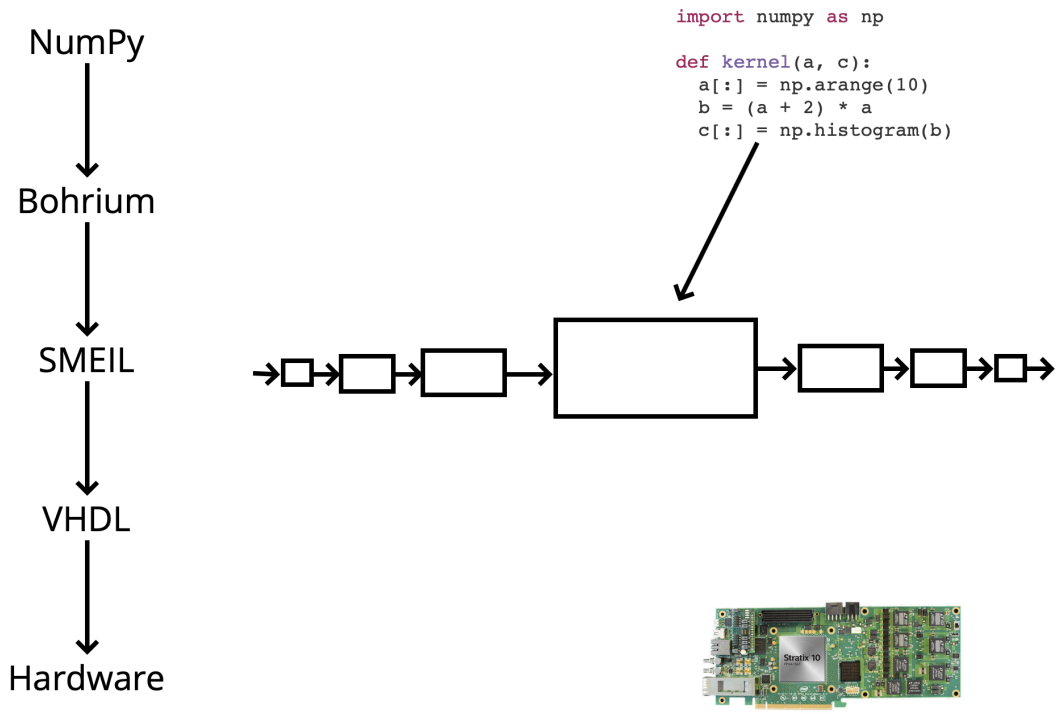 NumPy
Bohrium
SMEIL
VHDL
Hardware
import numpy as np
def kernel(a, c):
  a[:] = np.arange(10)
  b = (a + 2) * a
  c[:] = np.histogram(b)
Stratix 10